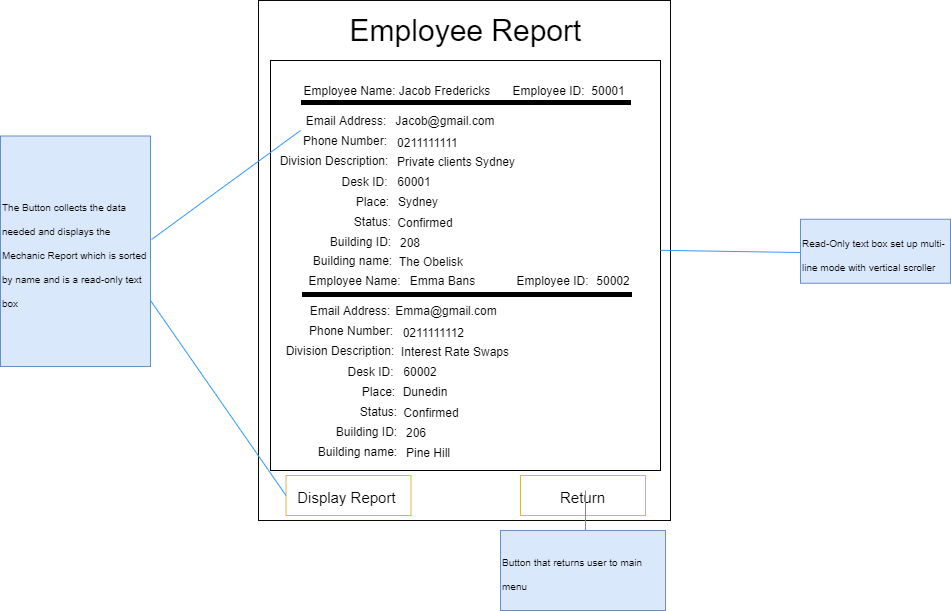 Employee Report
Employee Name: Jacob Fredericks Employee ID: 50001
Email Address: Jacob@gmail.com
Phone Number: 0211111111
Division Description: Private clients Sydney
Desk ID: 60001
Place: Sydney
Status: Confirmed
Building ID: 208
Building name: The Obelisk
Employee Name: Emma Bans Employee ID: 50002
Email Address: Emma@gmail.com
Phone Number: 0211111112
Division Description: Interest Rate Swaps
Desk ID: 60002
Place: Dunedin
Status: Confirmed
Building ID: 206
Building name: Pine Hill
Display Report
Return
The Button collects the data
needed and displays the
Mechanic Report which is sorted
by name and is a read-only text
box
Read-Only text box set up multi-
line mode with vertical scroller
Button that returns user to main
menu